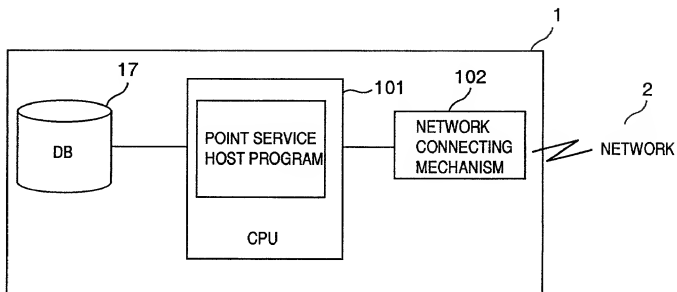 1
17
101
102
2
DB
POINT SERVICE
HOST PROGRAM
CPU
NETWORK
CONNECTING
MECHANISM
NETWORK